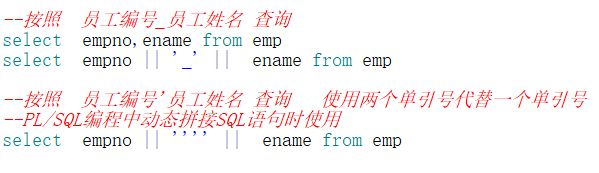 --按照  员工编号_员工姓名 查询
select  empno,ename from emp
select  empno || '_' ||  ename from emp
--按照  员工编号'员工姓名 查询   使用两个单引号代替一个单引号
--PL/SQL编程中动态拼接SQL语句时使用
select  empno || '''' ||  ename from emp